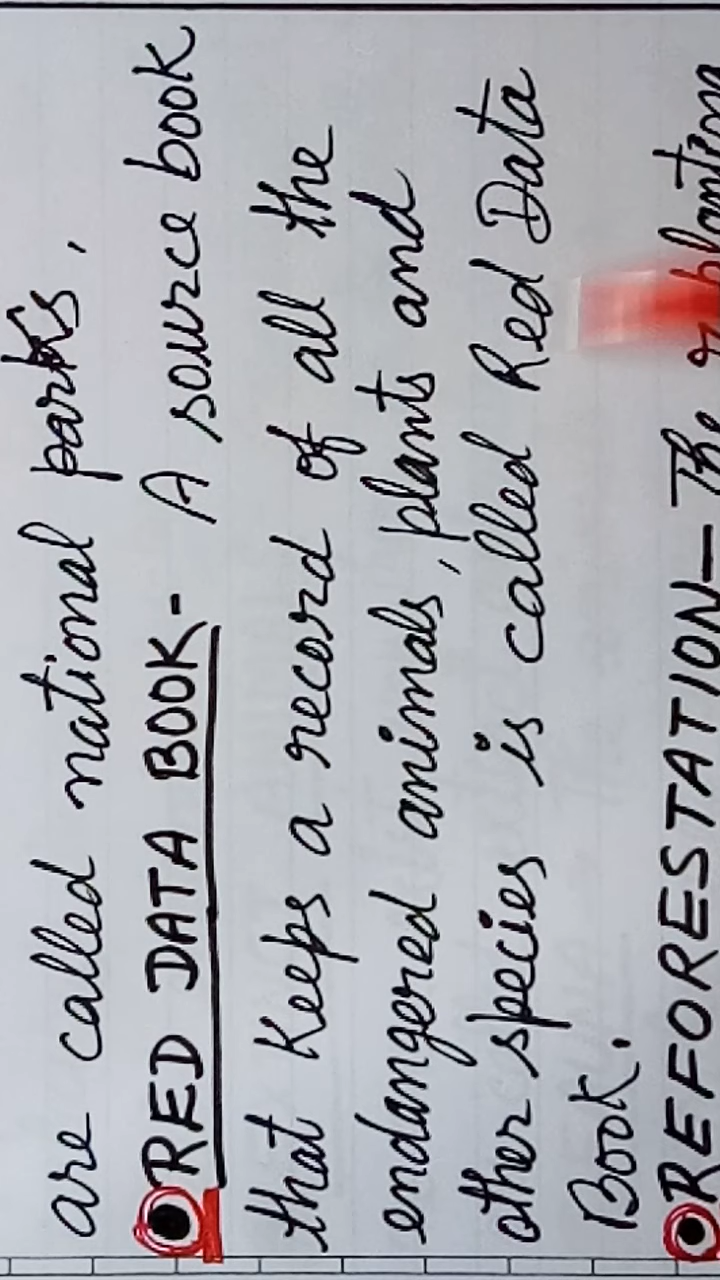 are called national parks.
RED DATA BOOK- A source book
that keeps a record of all the
endangered animals, plants and
other species is called Red Data
Book.
REFORESTATION- The